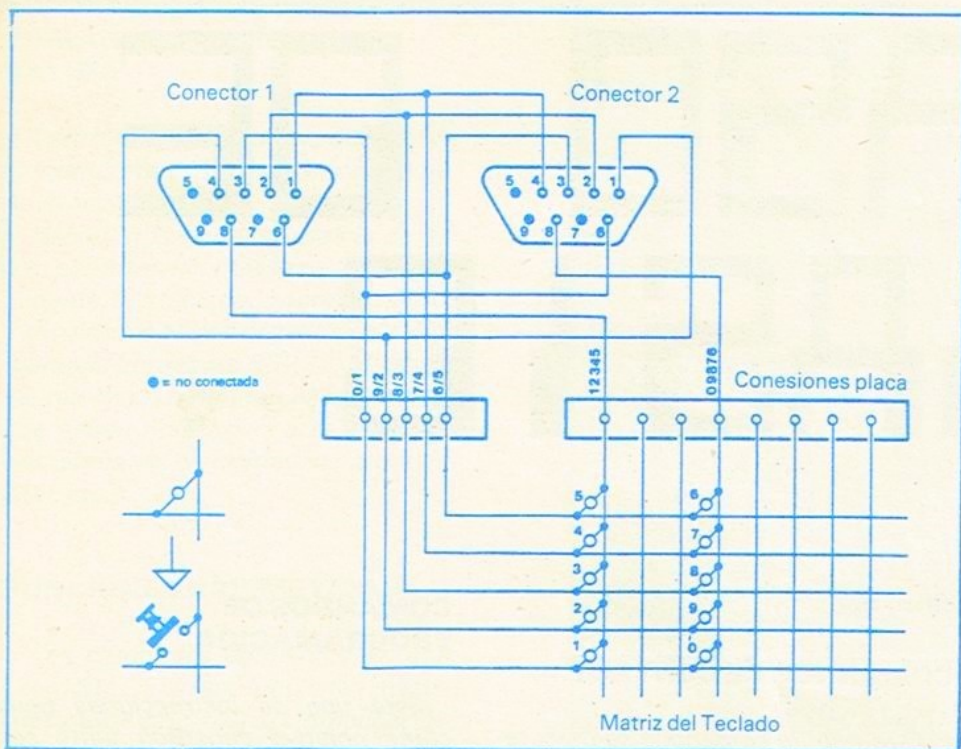 Conector 1
Conector 2
5 4 3 2 1
9 8 7 6
5 4 3 2 1
9 8 7 6
= no conectada
0/1
9/2
8/3
7/4
6/5
12345
09876
Conesiones placa
5 6
4 7
3 8
2 9
1 0
Matriz del Teclado